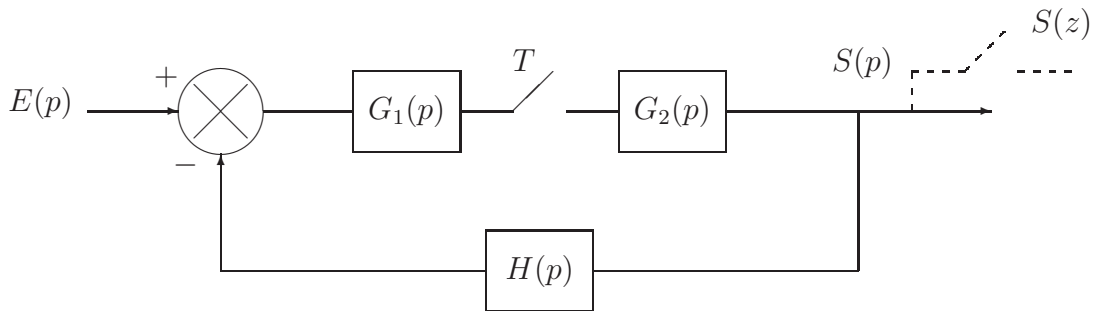 S(z)
T
S(p)
+
E(p)
G₁(p)
G₂(p)
−
H(p)